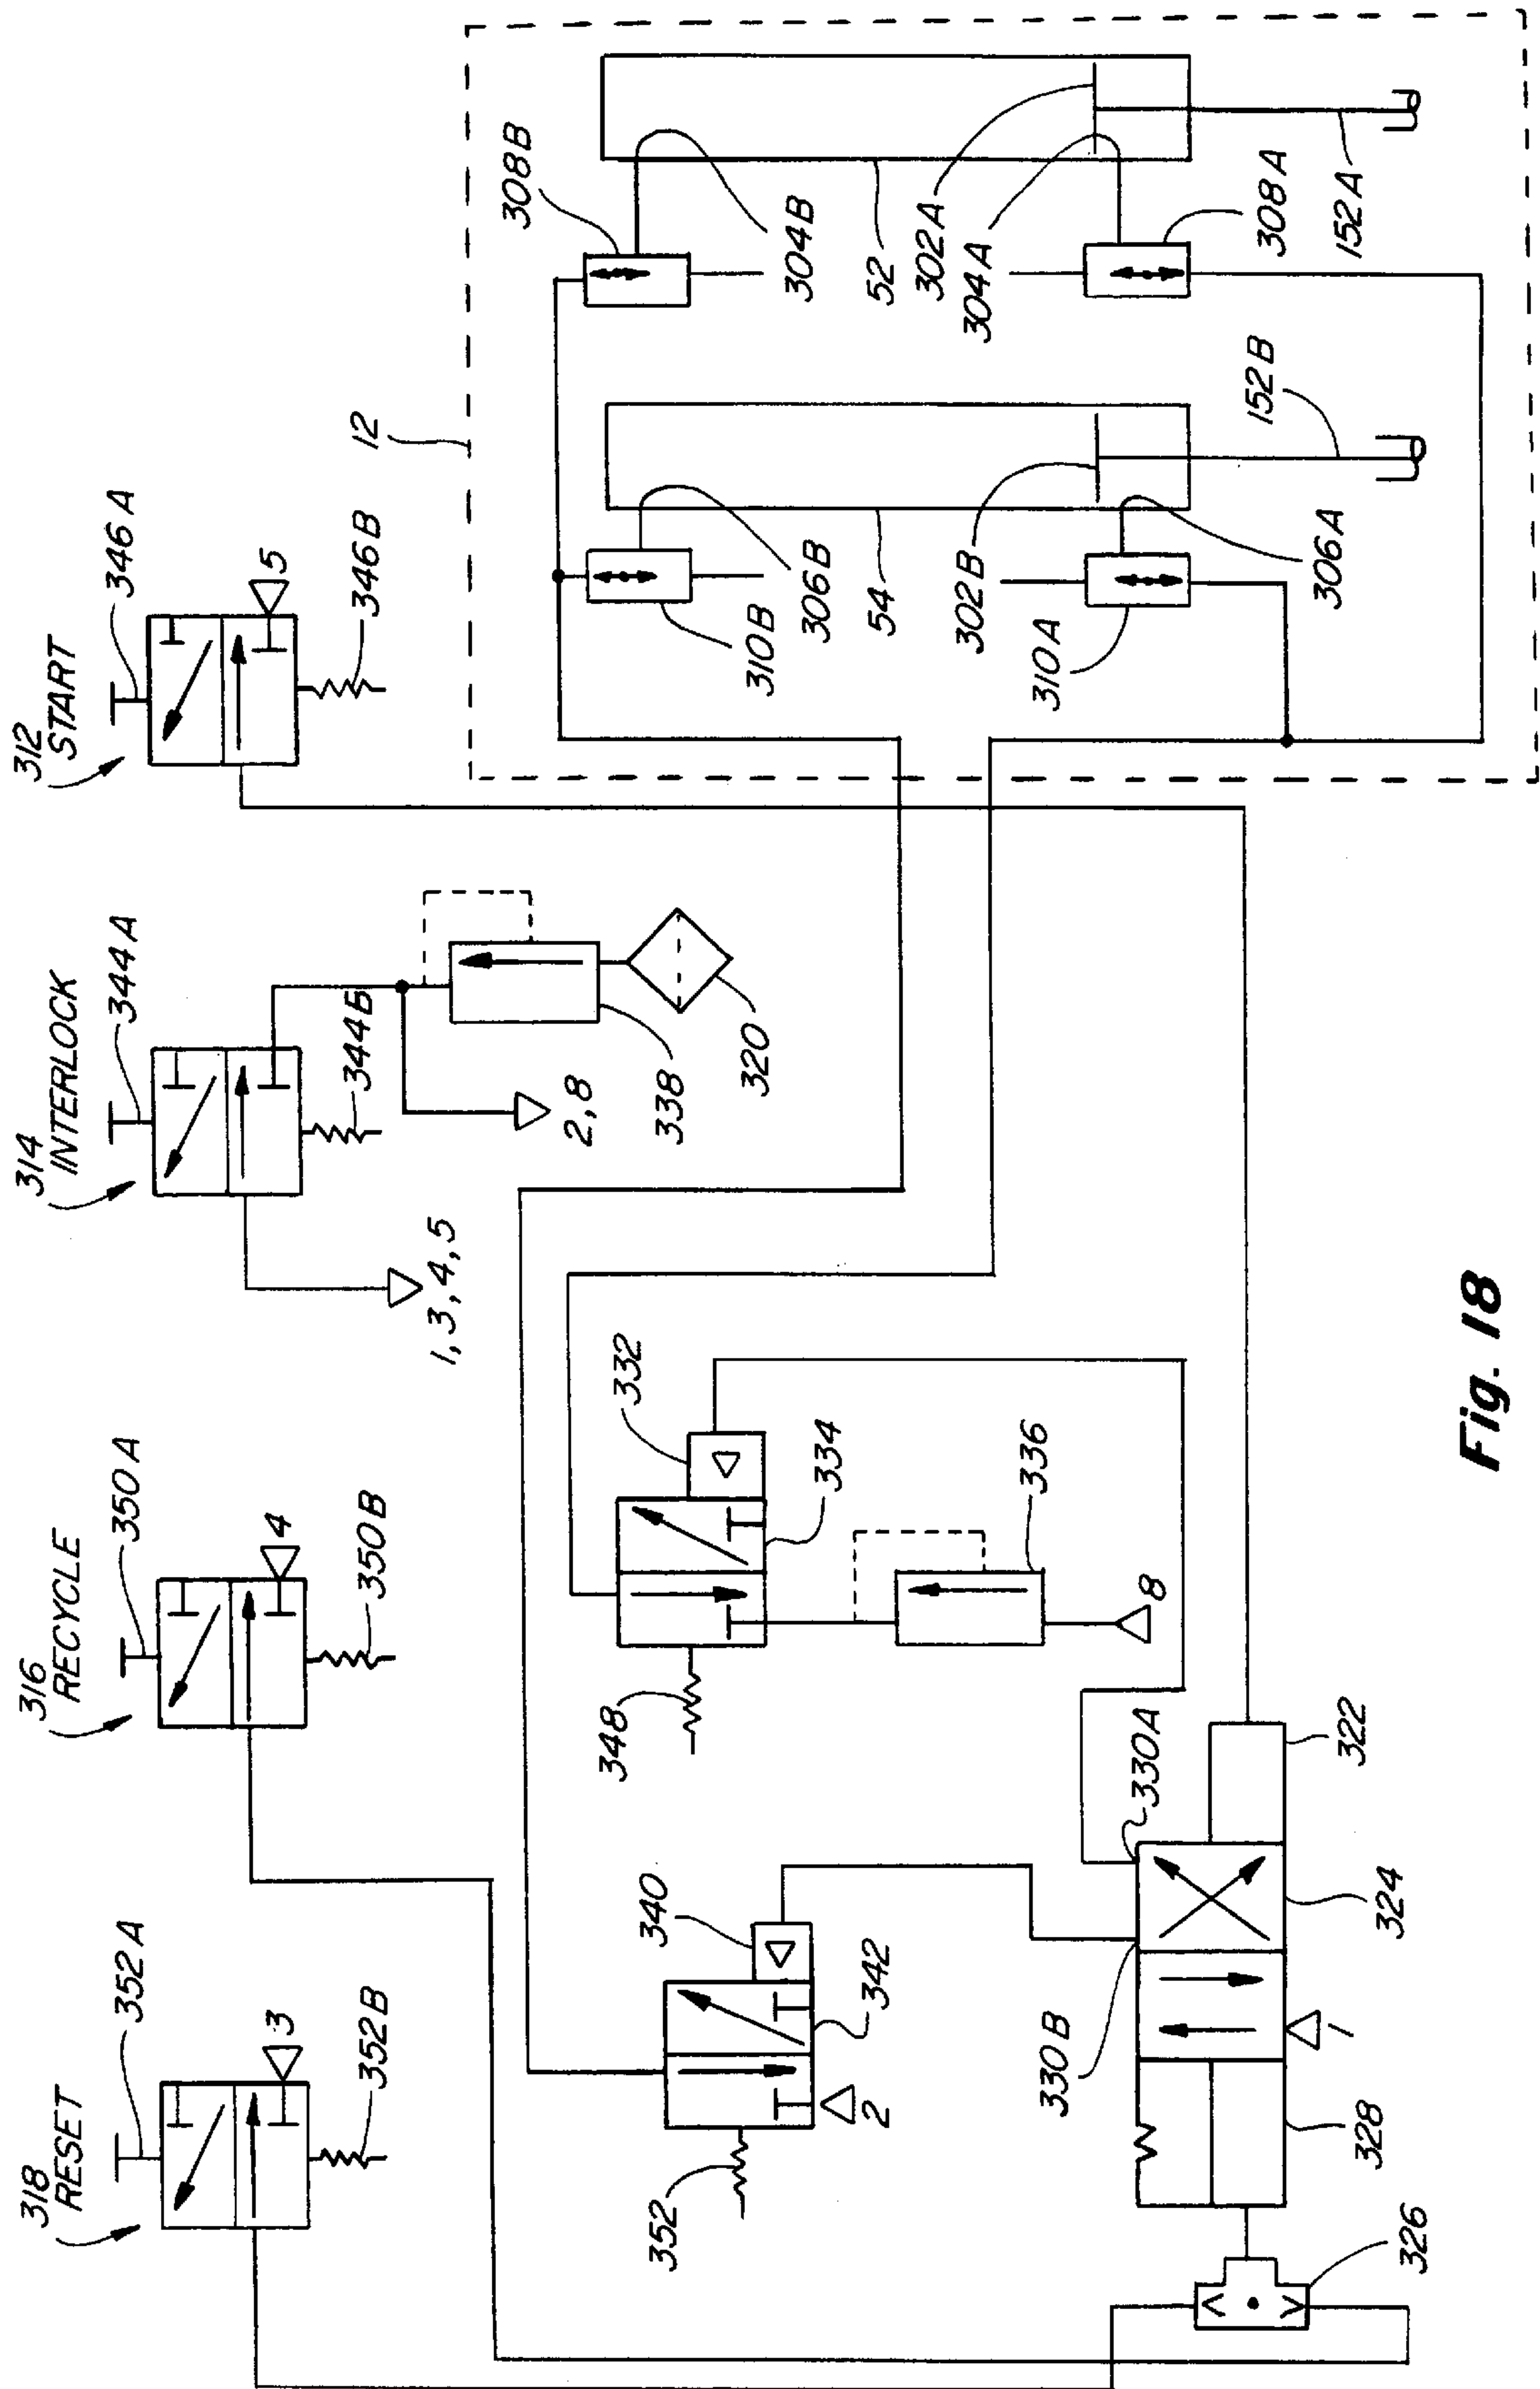 318
RESET
352A
3
352B
316
RECYCLE
350A
4
350B
314
INTERLOCK
344A
344B
1,3,4,5
2,8
338
320
312
START
346A
5
346B
12
308B
304B
52
302A
304A
308A
152A
310B
306B
54
302B
310A
306A
152B
332
334
336
348
8
340
342
352
2
330B
330A
1
328
324
322
326
Fig. 18